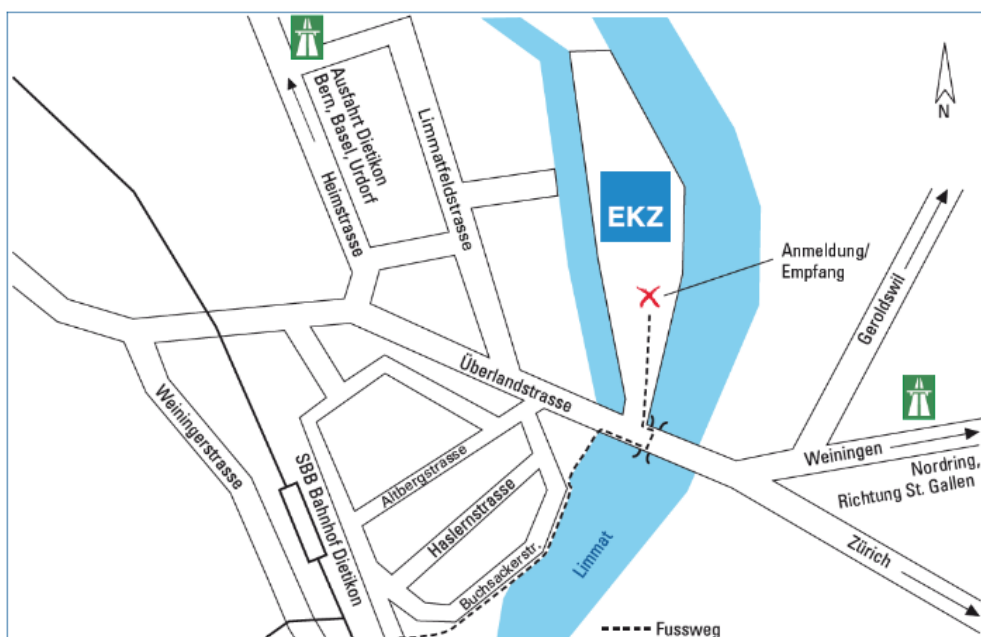 Ausfahrt Dietikon
Bern, Basel, Urdorf
Heimstrasse
Limmatfeldstrasse
N
EKZ
Anmeldung/
Empfang
Geroldswil
Überlandstrasse
Weiningerstrasse
SBB Bahnhof Dietikon
Altbergstrasse
Haslernstrasse
Buchsackerstr.
Limmat
Weiningen
Nordring,
Richtung St. Gallen
Zürich
Fussweg